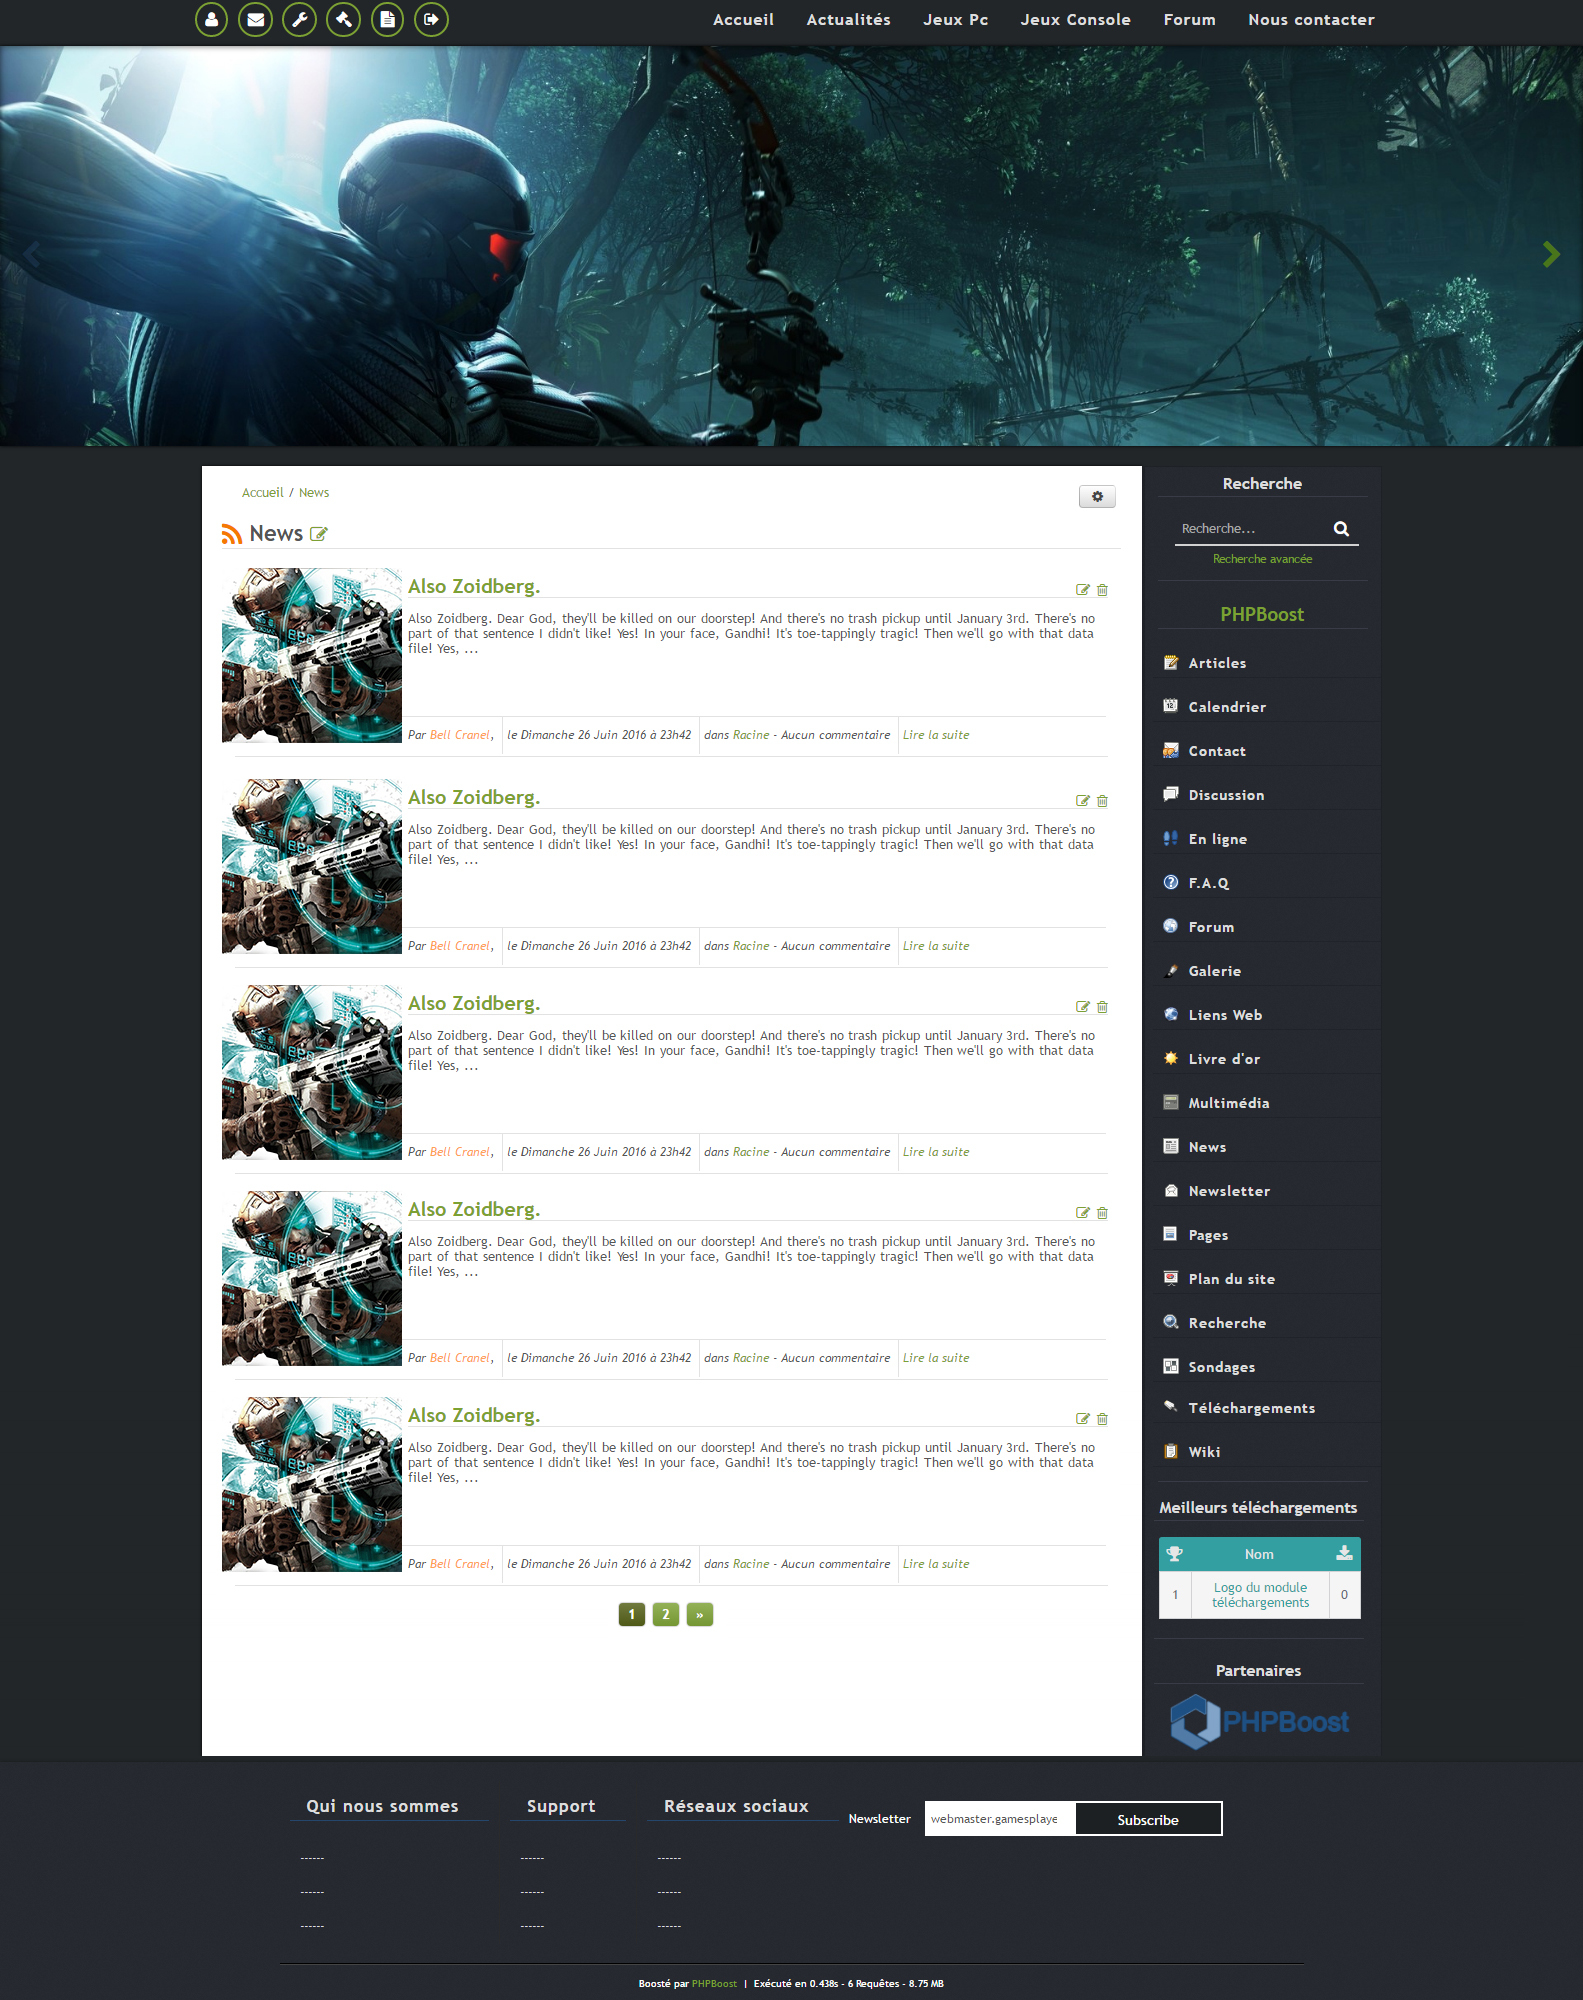 Accueil Actualités Jeux Pc Jeux Console Forum Nous contacter
Accueil / News
News
Also Zoidberg.
Also Zoidberg. Dear God, they'll be killed on our doorstep! And there's no trash pickup until January 3rd. There's no
part of that sentence I didn't like! Yes! In your face, Gandhi! It's toe-tappingly tragic! Then we'll go with that data
file! Yes, ...
Par Bell Cranel, le Dimanche 26 Juin 2016 à 23h42 dans Racine - Aucun commentaire Lire la suite
Also Zoidberg.
Also Zoidberg. Dear God, they'll be killed on our doorstep! And there's no trash pickup until January 3rd. There's no
part of that sentence I didn't like! Yes! In your face, Gandhi! It's toe-tappingly tragic! Then we'll go with that data
file! Yes, ...
Par Bell Cranel, le Dimanche 26 Juin 2016 à 23h42 dans Racine - Aucun commentaire Lire la suite
Also Zoidberg.
Also Zoidberg. Dear God, they'll be killed on our doorstep! And there's no trash pickup until January 3rd. There's no
part of that sentence I didn't like! Yes! In your face, Gandhi! It's toe-tappingly tragic! Then we'll go with that data
file! Yes, ...
Par Bell Cranel, le Dimanche 26 Juin 2016 à 23h42 dans Racine - Aucun commentaire Lire la suite
Also Zoidberg.
Also Zoidberg. Dear God, they'll be killed on our doorstep! And there's no trash pickup until January 3rd. There's no
part of that sentence I didn't like! Yes! In your face, Gandhi! It's toe-tappingly tragic! Then we'll go with that data
file! Yes, ...
Par Bell Cranel, le Dimanche 26 Juin 2016 à 23h42 dans Racine - Aucun commentaire Lire la suite
Also Zoidberg.
Also Zoidberg. Dear God, they'll be killed on our doorstep! And there's no trash pickup until January 3rd. There's no
part of that sentence I didn't like! Yes! In your face, Gandhi! It's toe-tappingly tragic! Then we'll go with that data
file! Yes, ...
Par Bell Cranel, le Dimanche 26 Juin 2016 à 23h42 dans Racine - Aucun commentaire Lire la suite
1 2 »
Recherche
Recherche...
Recherche avancée
PHPBoost
Articles
Calendrier
Contact
Discussion
En ligne
F.A.Q
Forum
Galerie
Liens Web
Livre d'or
Multimédia
News
Newsletter
Pages
Plan du site
Recherche
Sondages
Téléchargements
Wiki
Meilleurs téléchargements
Nom
1 Logo du module 0
téléchargements
Partenaires
PHPBoost
Qui nous sommes
------
------
------
Support
------
------
------
Réseaux sociaux
------
------
------
Newsletter webmaster.gamesplaye Subscribe
Boosté par PHPBoost | Exécuté en 0.438s - 6 Requêtes - 8.75 MB